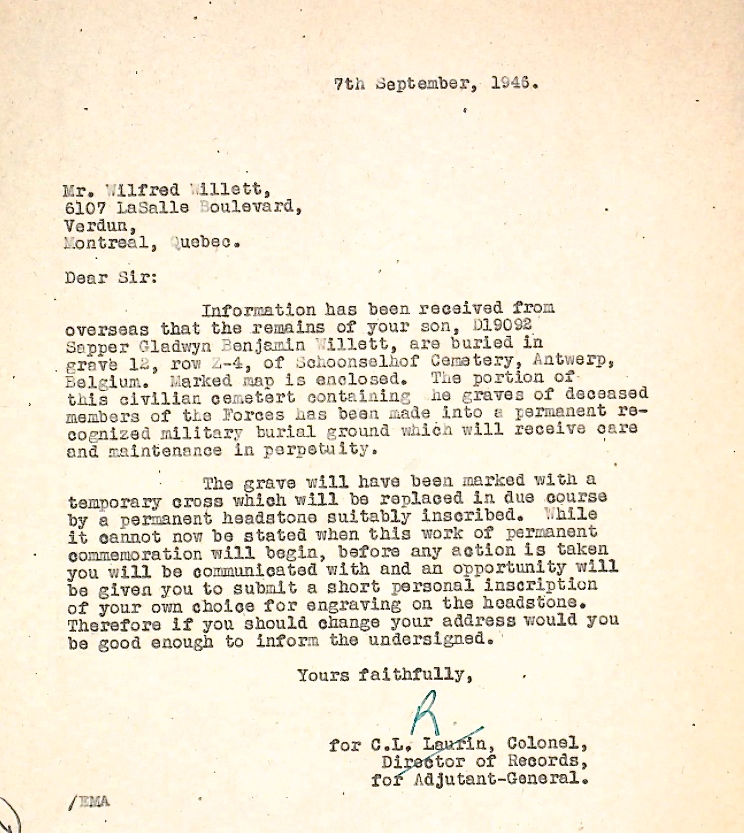 7th September, 1946.
Mr. Wilfred Willett,
6107 LaSalle Boulevard,
Verdun,
Montreal, Quebec.
Dear Sir:
Information has been received from
overseas that the remains of your son, D19092
Sapper Gladwyn Benjamin Willett, are buried in
grave 12, row Z-4, of Schoonselhof Cemetery, Antwerp,
Belgium. Marked map is enclosed. The portion of
this civilian cemetert containing he graves of deceased
members of the Forces has been made into a permanent re-
cognized military burial ground which will receive care
and maintenance in perpetuity.
The grave will have been marked with a
temporary cross which will be replaced in due course
by a permanent headstone suitably inscribed. While
it cannot now be stated when this work of permanent
commemoration will begin, before any action is taken
you will be communicated with and an opportunity will
be given you to submit a short personal inscription
of your own choice for engraving on the headstone.
Therefore if you should change your address would you
be good enough to inform the undersigned.
Yours faithfully,
R
for C.L. Laurin, Colonel,
Director of Records,
for Adjutant-General.
/EMA